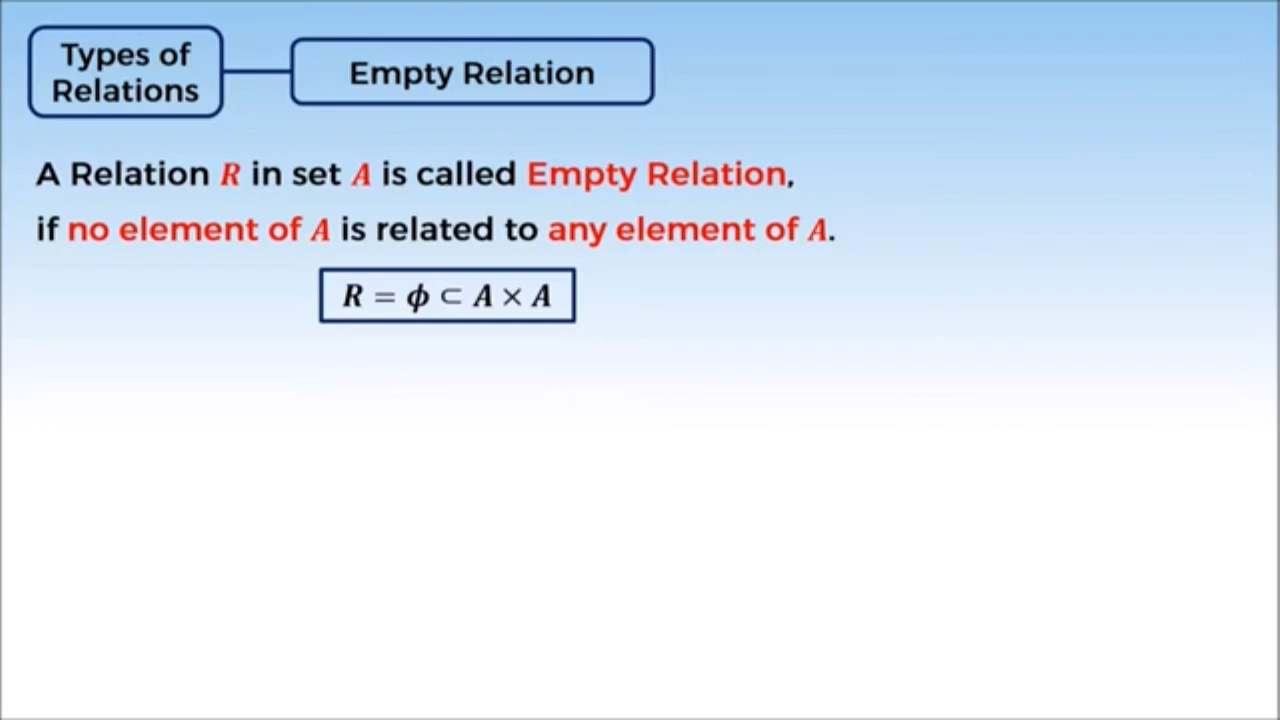 Types of
Relations
Empty Relation
A Relation R in set A is called Empty Relation,
if no element of A is related to any element of A.
R = ϕ ⊂ A × A